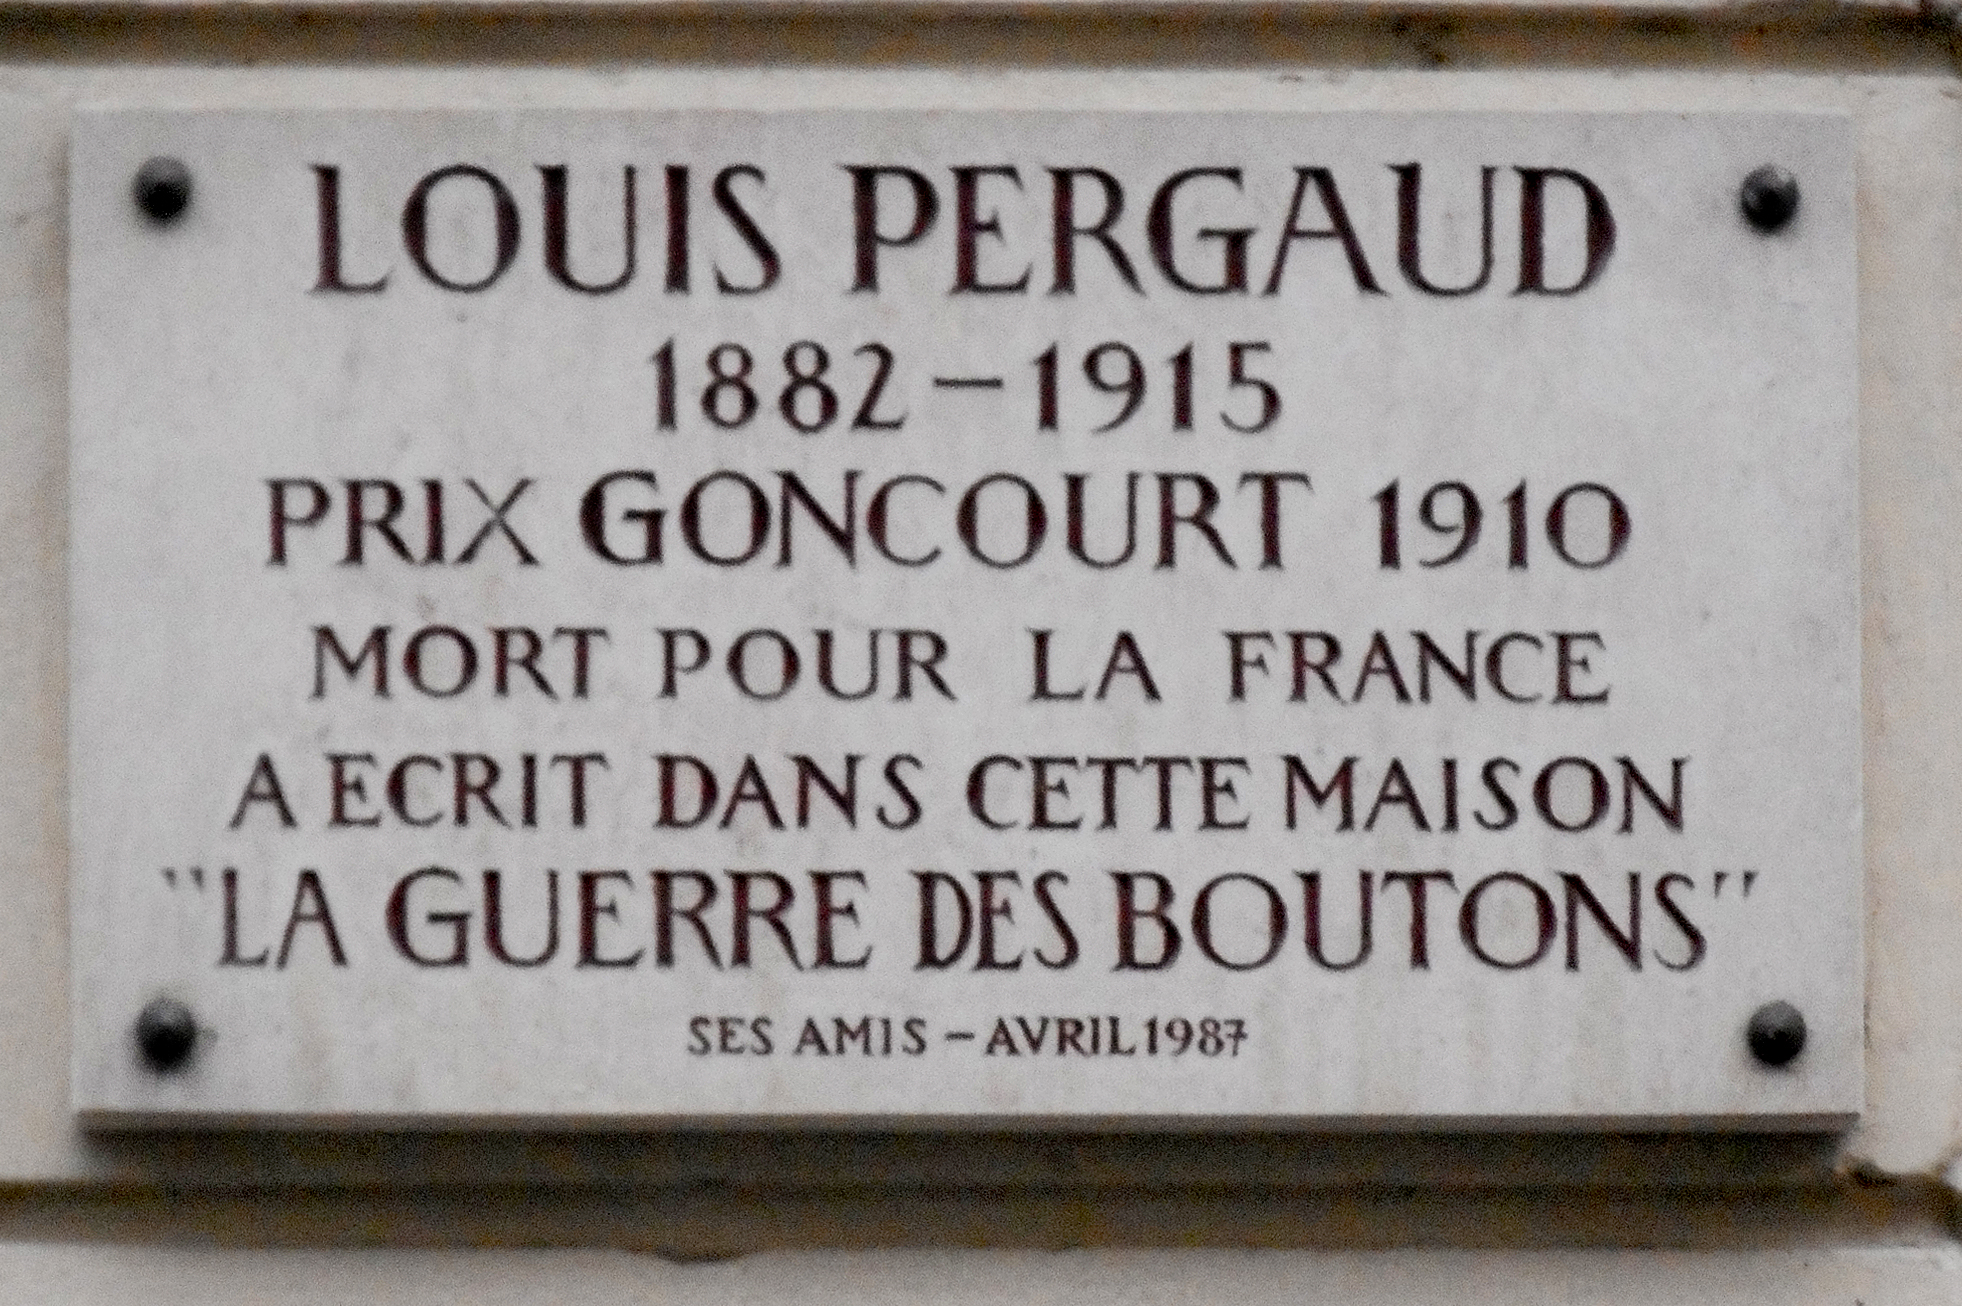 LOUIS PERGAUD
1882 – 1915
PRIX GONCOURT 1910
MORT POUR LA FRANCE
A ECRIT DANS CETTE MAISON
"LA GUERRE DES BOUTONS"
SES AMIS – AVRIL 1987